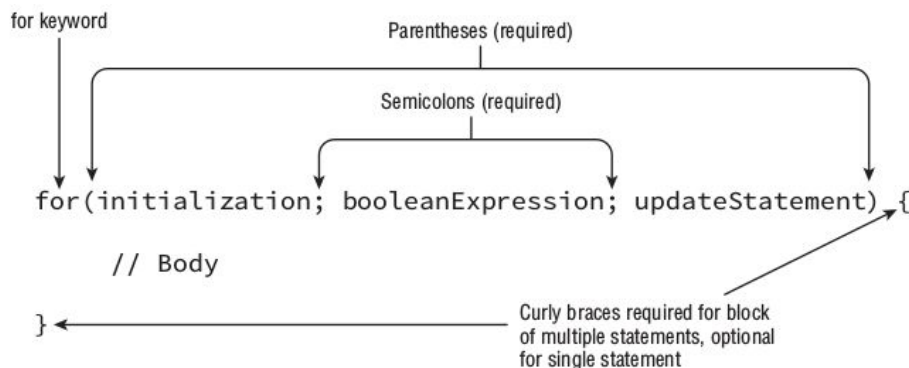 for keyword
Parentheses (required)
Semicolons (required)
for(initialization; booleanExpression; updateStatement) {
// Body
}
Curly braces required for block
of multiple statements, optional
for single statement